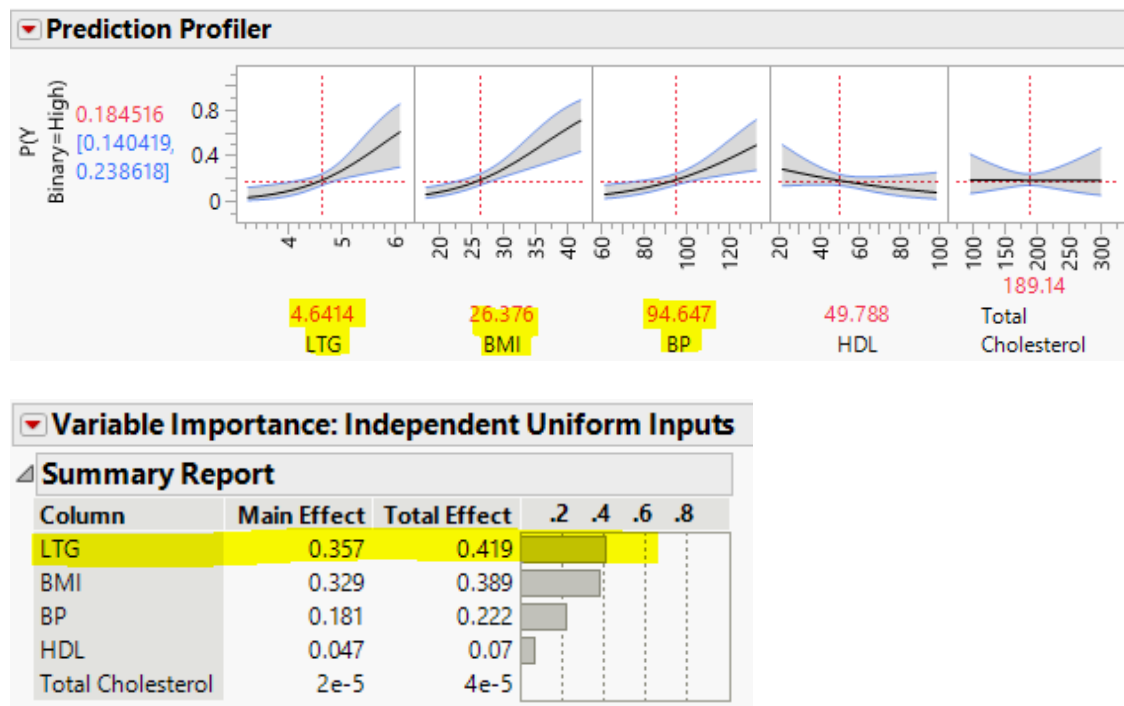 Prediction Profiler
P(Y
Binary=High)
0.184516
[0.140419,
0.238618]
0.8
0.4
0
4 5 6
20 25 30 35 40
60 80 100 120
20 40 60 80 100
100 150 200 250 300
4.6414
LTG
26.376
BMI
94.647
BP
49.788
HDL
189.14
Total
Cholesterol
Variable Importance: Independent Uniform Inputs
Summary Report
Column Main Effect Total Effect .2 .4 .6 .8
LTG 0.357 0.419
BMI 0.329 0.389
BP 0.181 0.222
HDL 0.047 0.07
Total Cholesterol 2e-5 4e-5